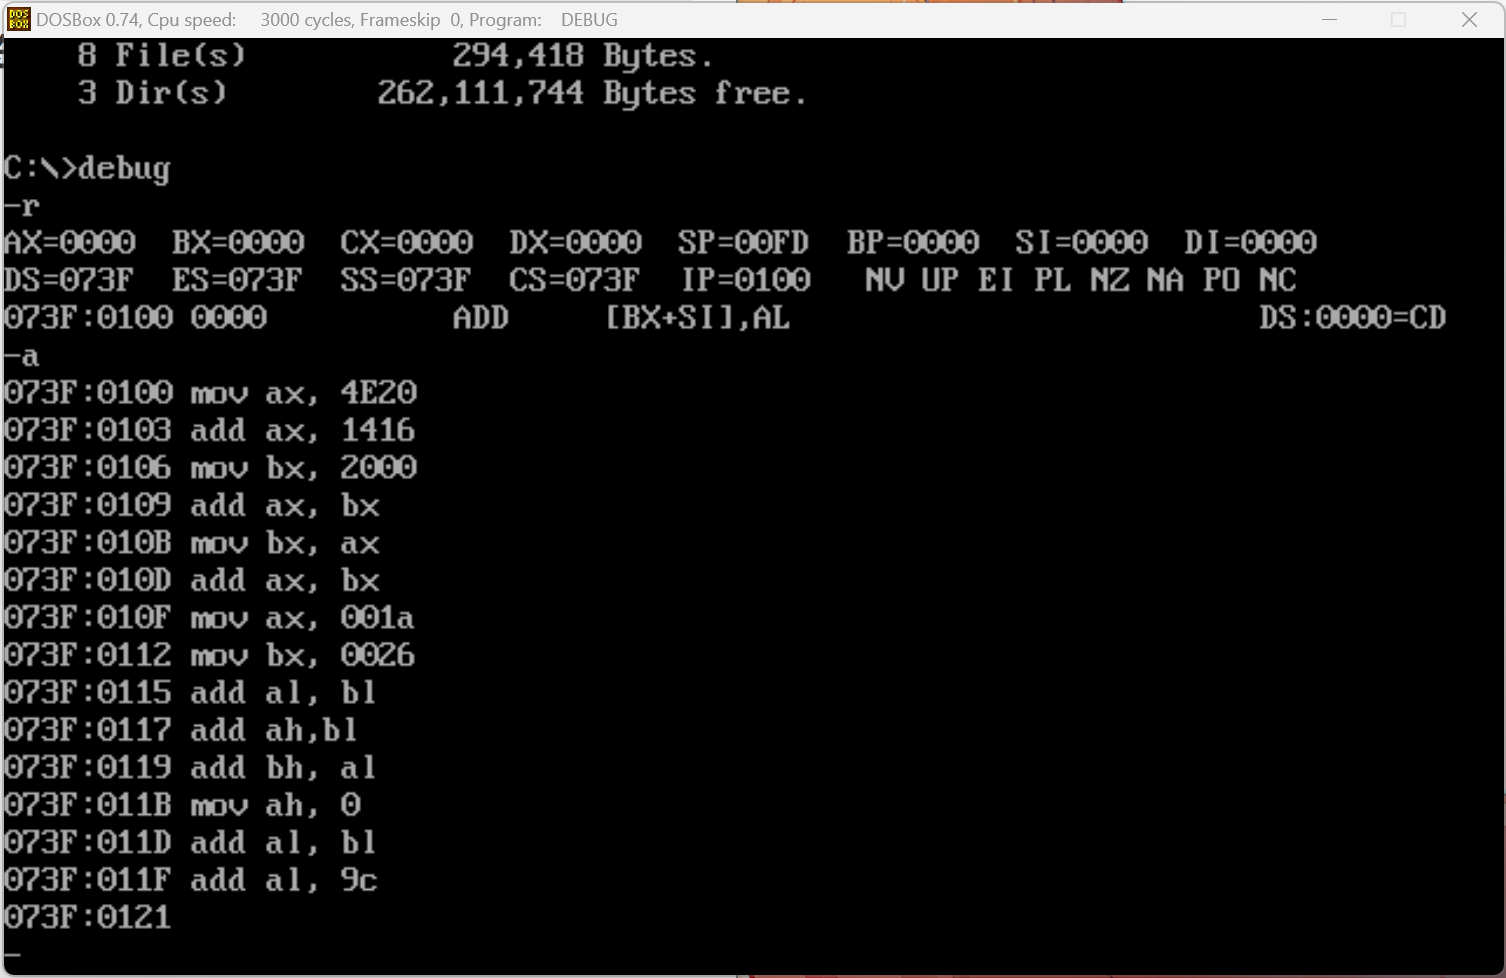 DOSBox 0.74, Cpu speed: 3000 cycles, Frameskip 0, Program: DEBUG
8 File(s) 294,418 Bytes.
3 Dir(s) 262,111,744 Bytes free.
C:\>debug
-r
AX=0000 BX=0000 CX=0000 DX=0000 SP=00FD BP=0000 SI=0000 DI=0000
DS=073F ES=073F SS=073F CS=073F IP=0100 NV UP EI PL NZ NA PO NC
073F:0100 0000 ADD [BX+SI],AL DS:0000=CD
-a
073F:0100 mov ax, 4E20
073F:0103 add ax, 1416
073F:0106 mov bx, 2000
073F:0109 add ax, bx
073F:010B mov bx, ax
073F:010D add ax, bx
073F:010F mov ax, 001a
073F:0112 mov bx, 0026
073F:0115 add al, bl
073F:0117 add ah,bl
073F:0119 add bh, al
073F:011B mov ah, 0
073F:011D add al, bl
073F:011F add al, 9c
073F:0121
-